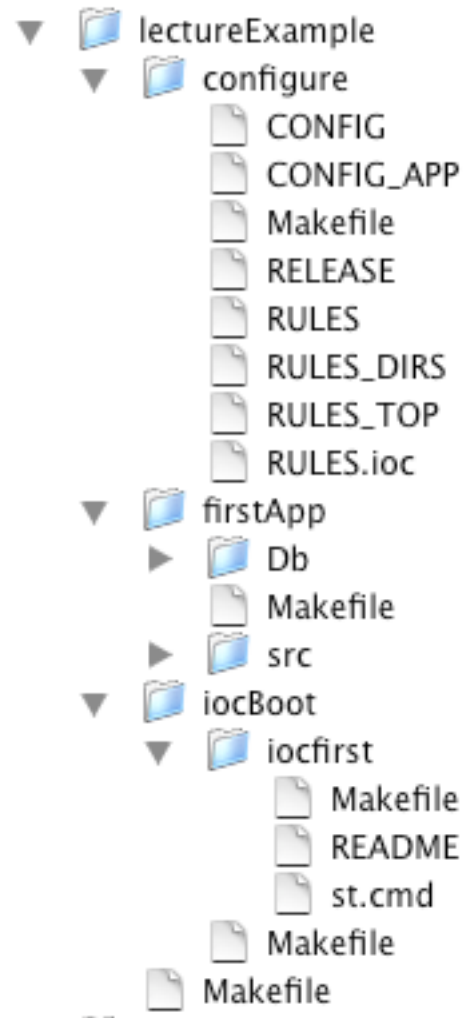 lectureExample
configure
CONFIG
CONFIG_APP
Makefile
RELEASE
RULES
RULES_DIRS
RULES_TOP
RULES.ioc
firstApp
Db
Makefile
src
iocBoot
iocfirst
Makefile
README
st.cmd
Makefile
Makefile